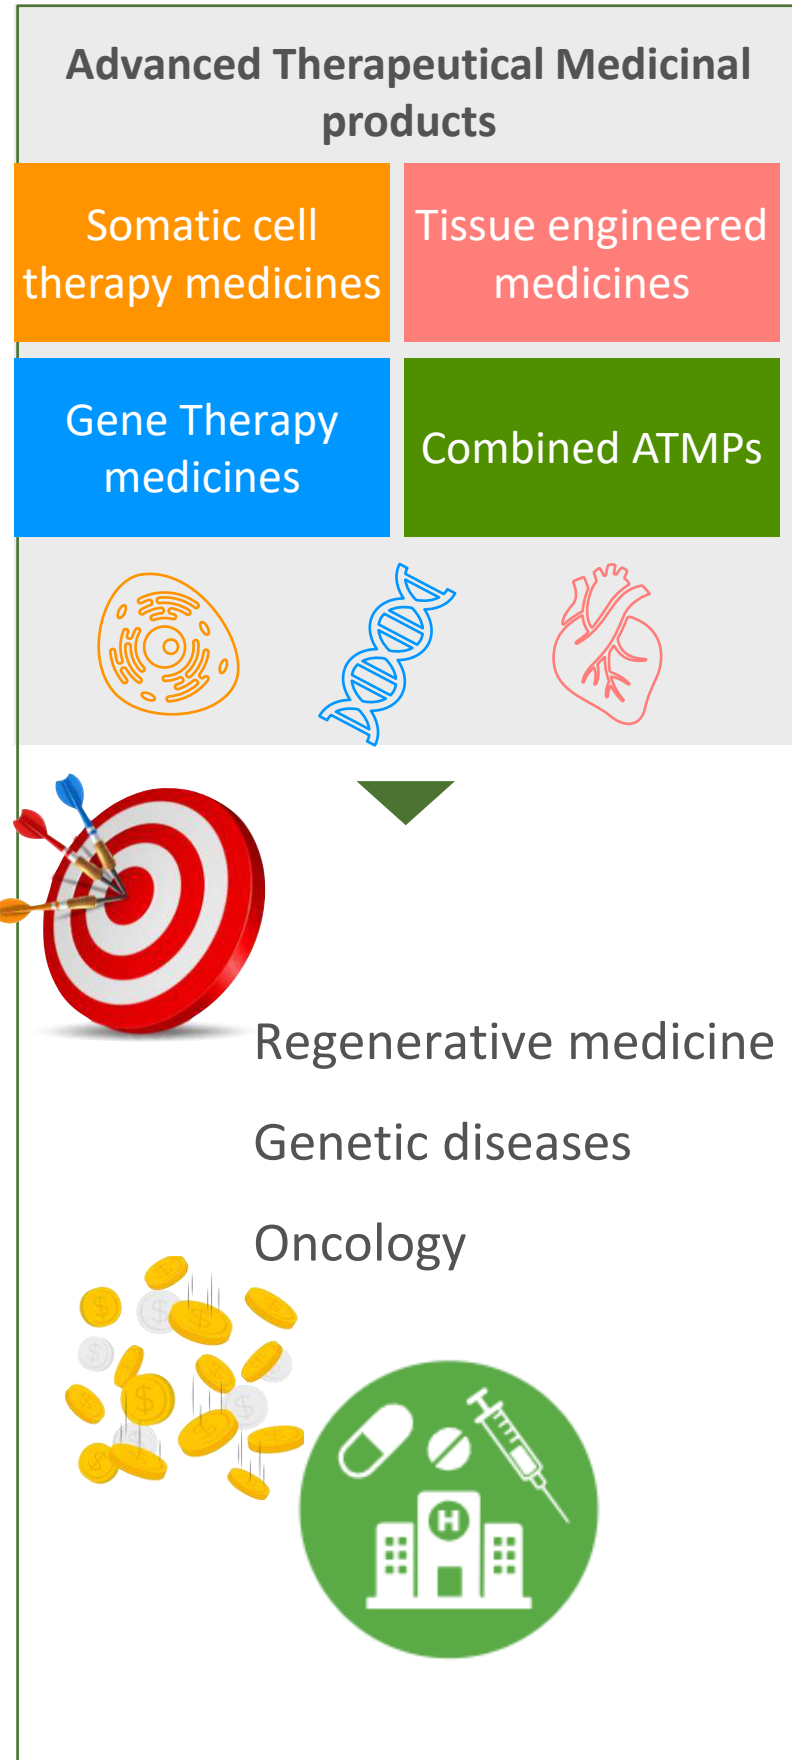 Advanced Therapeutical Medicinal
products
Somatic cell
therapy medicines
Tissue engineered
medicines
Gene Therapy
medicines
Combined ATMPs
Regenerative medicine
Genetic diseases
Oncology
$
$
$
H